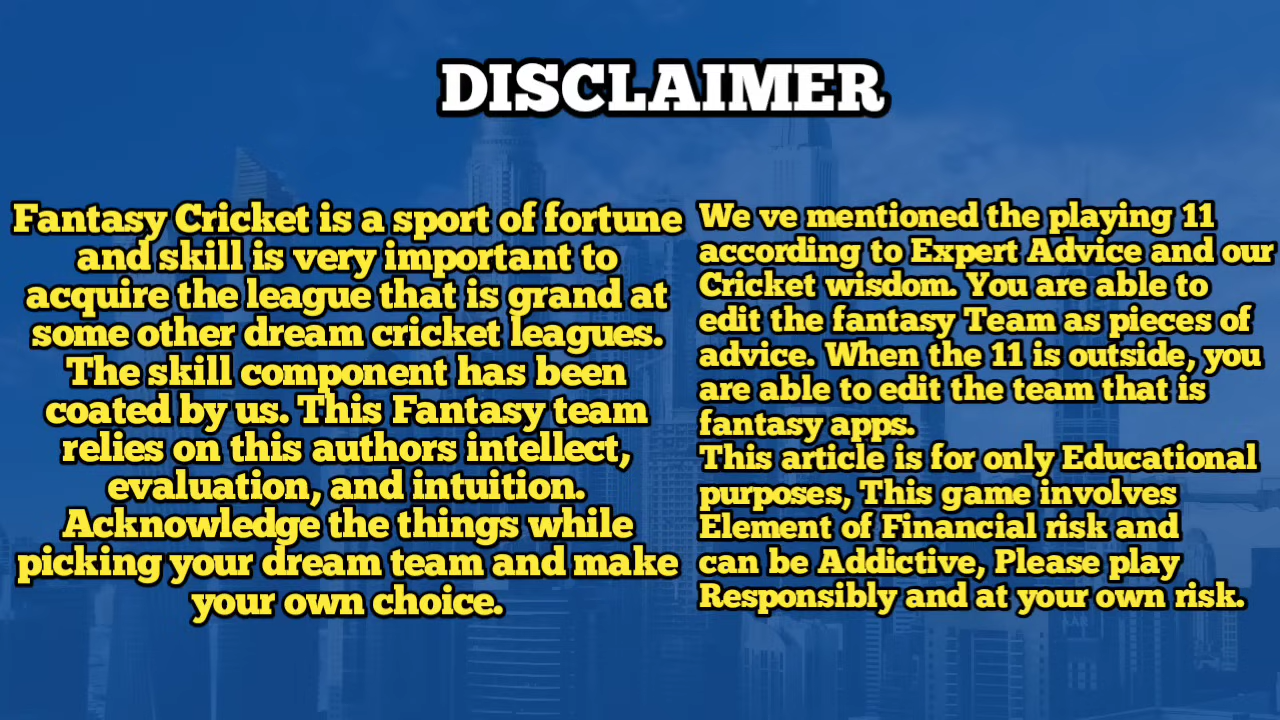 DISCLAIMER
Fantasy Cricket is a sport of fortune
and skill is very important to
acquire the league that is grand at
some other dream cricket leagues.
The skill component has been
coated by us. This Fantasy team
relies on this authors intellect,
evaluation, and intuition.
Acknowledge the things while
picking your dream team and make
your own choice.
We ve mentioned the playing 11
according to Expert Advice and our
Cricket wisdom. You are able to
edit the fantasy Team as pieces of
advice. When the 11 is outside, you
are able to edit the team that is
fantasy apps.
This article is for only Educational
purposes, This game involves
Element of Financial risk and
can be Addictive, Please play
Responsibly and at your own risk.